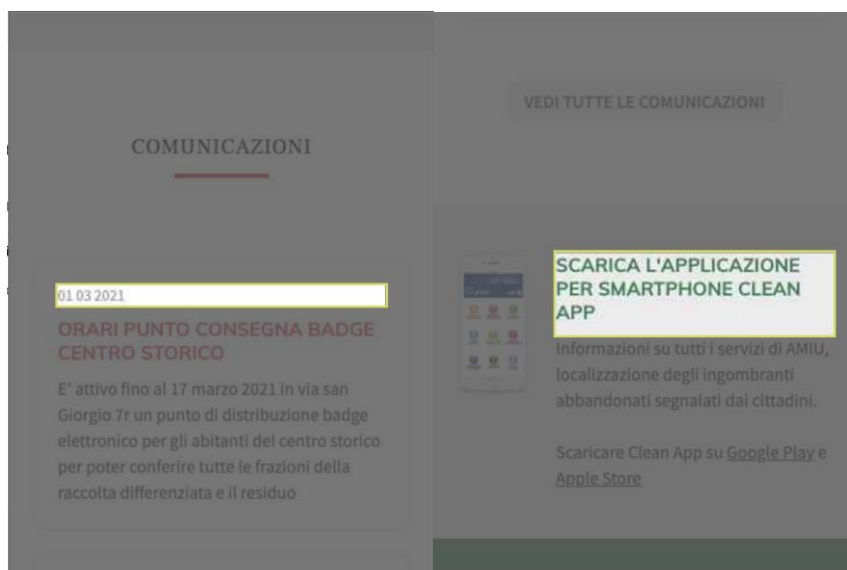 COMUNICAZIONI
01 03 2021
ORARI PUNTO CONSEGNA BADGE
CENTRO STORICO
E' attivo fino al 17 marzo 2021 in via san
Giorgio 7r un punto di distribuzione badge
elettronico per gli abitanti del centro storico
per poter conferire tutte le frazioni della
raccolta differenziata e il residuo
VEDI TUTTE LE COMUNICAZIONI
SCARICA L'APPLICAZIONE
PER SMARTPHONE CLEAN
APP
Informazioni su tutti i servizi di AMIU,
localizzazione degli ingombranti
abbandonati segnalati dai cittadini.
Scaricare Clean App su Google Play e
Apple Store